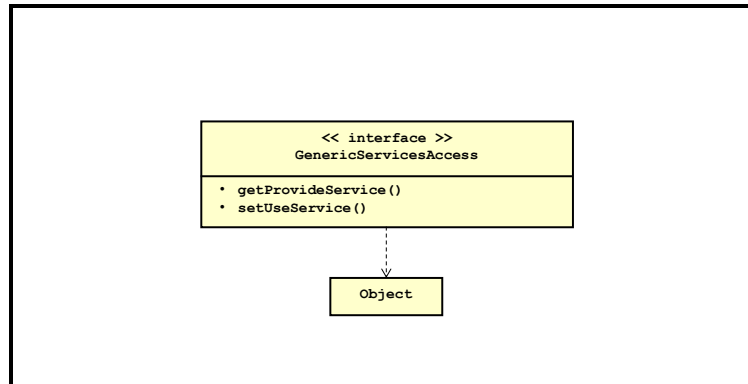 << interface >>
GenericServicesAccess
• getProvideService()
• setUseService()
Object